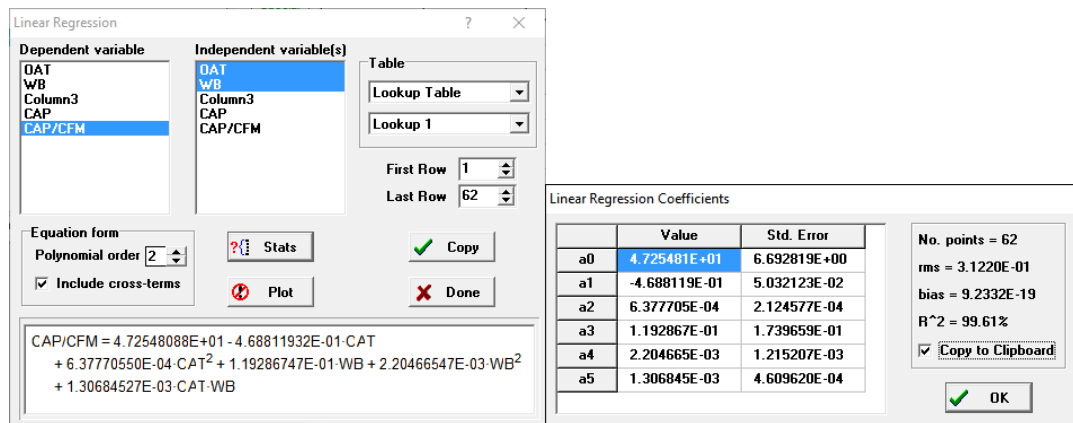 Linear Regression
?
Dependent variable
OAT
WB
Column3
CAP
CAP/CFM
Independent variable(s)
OAT
WB
Column3
CAP
CAP/CFM
Table
Lookup Table
Lookup 1
First Row 1
Last Row 62
Equation form
Polynomial order 2
Include cross-terms
?{ Stats
Plot
Copy
Done
CAP/CFM = 4.72548088E+01 - 4.68811932E-01·OAT
+ 6.37770550E-04·OAT² + 1.19286747E-01·WB + 2.20466547E-03·WB²
+ 1.30684527E-03·OAT·WB
Linear Regression Coefficients
Value Std. Error
a0 4.725481E+01 6.692819E+00
a1 -4.688119E-01 5.032123E-02
a2 6.377705E-04 2.124577E-04
a3 1.192867E-01 1.739659E-01
a4 2.204665E-03 1.215207E-03
a5 1.306845E-03 4.609620E-04
No. points = 62
rms = 3.1220E-01
bias = 9.2332E-19
R^2 = 99.61%
Copy to Clipboard
OK